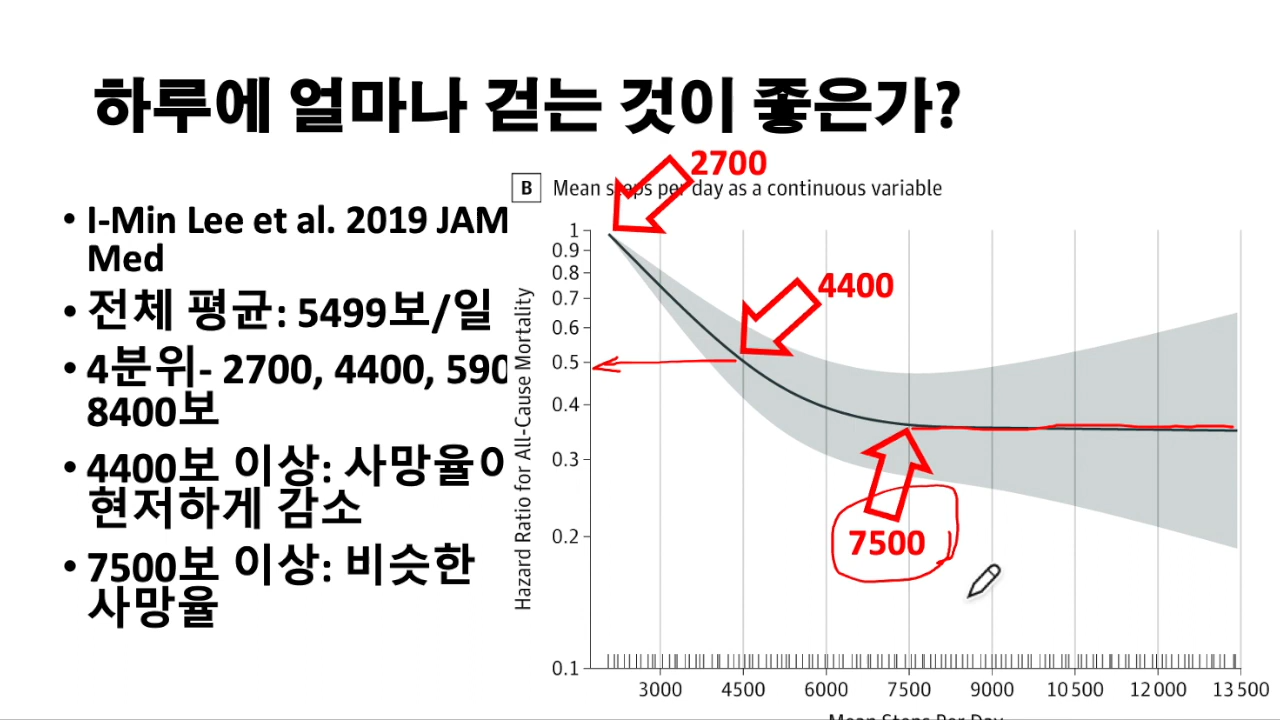 하루에 얼마나 걷는 것이 좋은가?
• I-Min Lee et al. 2019 JAM
Med
• 전체 평균: 5499보/일
• 4분위- 2700, 4400, 590
8400보
• 4400보 이상: 사망율이
현저하게 감소
• 7500보 이상: 비슷한
사망율
2700
B Mean steps per day as a continuous variable
4400
7500
Hazard Ratio for All-Cause Mortality
1
0.9
0.8
0.7
0.6
0.5
0.4
0.3
0.2
0.1
3000 4500 6000 7500 9000 10500 12000 13500
Mean Steps Per Day